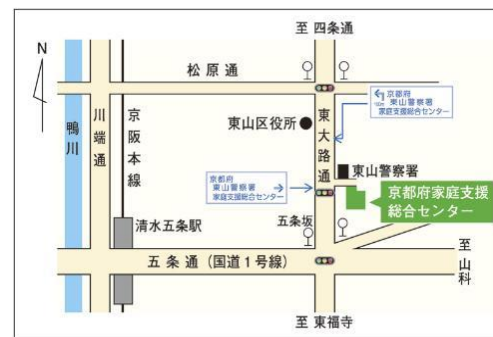 至 四条通
N
松原通
京都府
東山警察署
家庭支援総合センター
鴨川
川端通
京阪本線
東山区役所
東大路通
東山警察署
京都府
東山警察署
家庭支援総合センター
京都府家庭支援
総合センター
清水五条駅
五条坂
五条通(国道1号線)
至 山科
至 東福寺